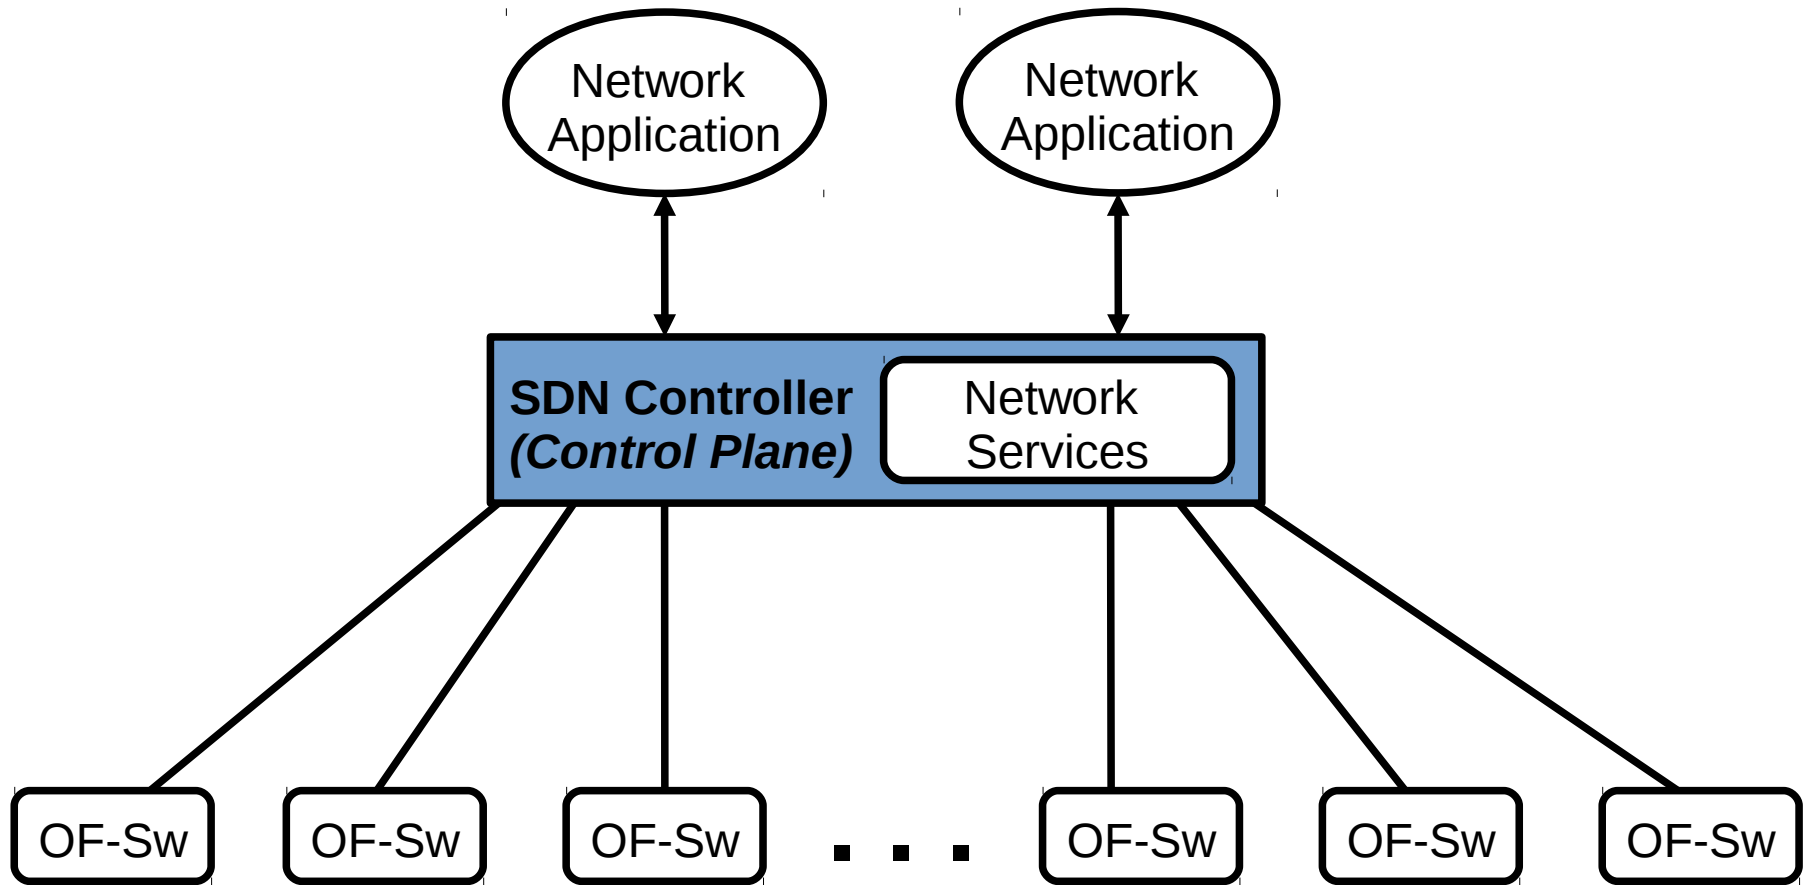 Network
Application
Network
Application
SDN Controller
(Control Plane)
Network
Services
OF-Sw
OF-Sw
OF-Sw
. . .
OF-Sw
OF-Sw
OF-Sw